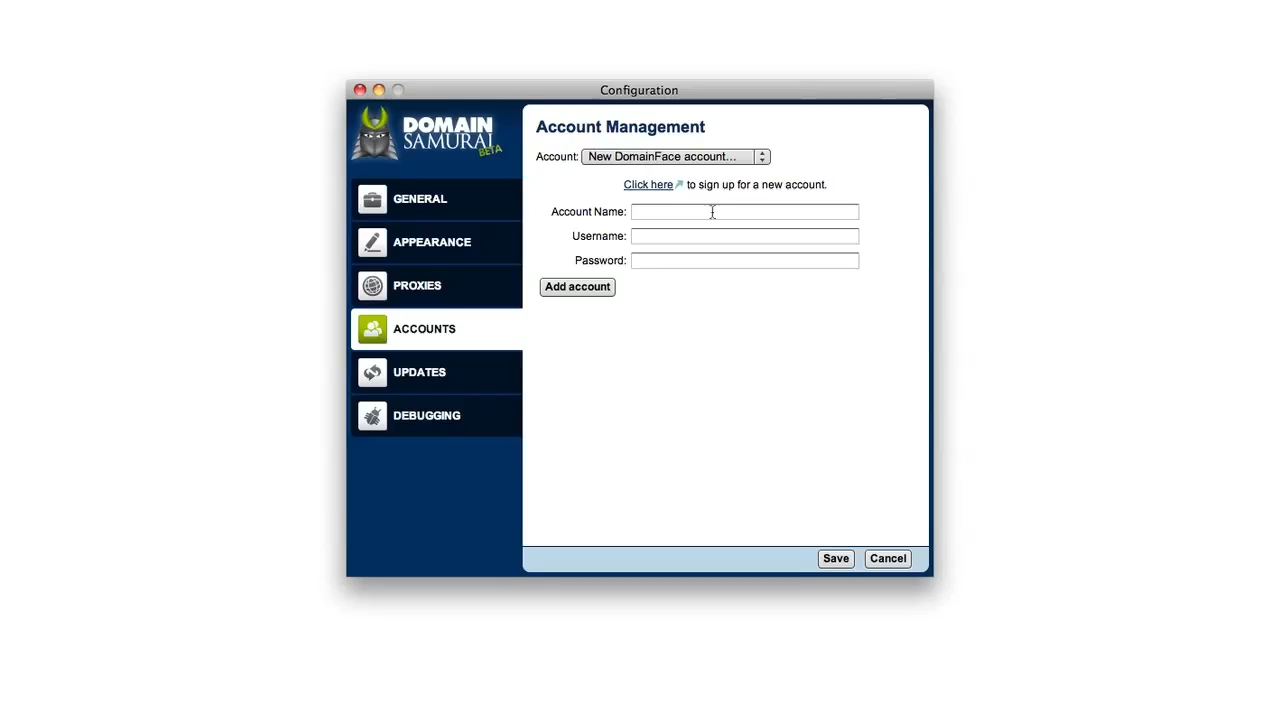 Configuration
DOMAIN
SAMURAI
BETA
GENERAL
APPEARANCE
PROXIES
ACCOUNTS
UPDATES
DEBUGGING
Account Management
Account: New DomainFace account...
Click here to sign up for a new account.
Account Name:
Username:
Password:
Add account
Save Cancel